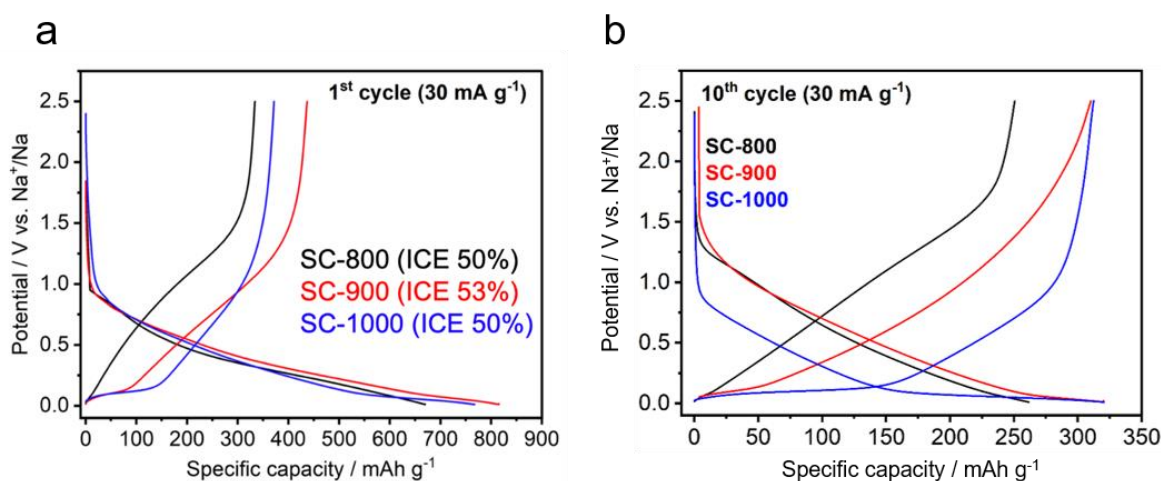 a
1st cycle (30 mA g-1)
2.5
2.0
1.5
1.0
0.5
0.0
Potential / V vs. Na+/Na
SC-800 (ICE 50%)
SC-900 (ICE 53%)
SC-1000 (ICE 50%)
0 100 200 300 400 500 600 700 800 900
Specific capacity / mAh g-1
b
10th cycle (30 mA g-1)
2.5
2.0
1.5
1.0
0.5
0.0
Potential / V vs. Na+/Na
SC-800
SC-900
SC-1000
0 50 100 150 200 250 300 350
Specific capacity / mAh g-1